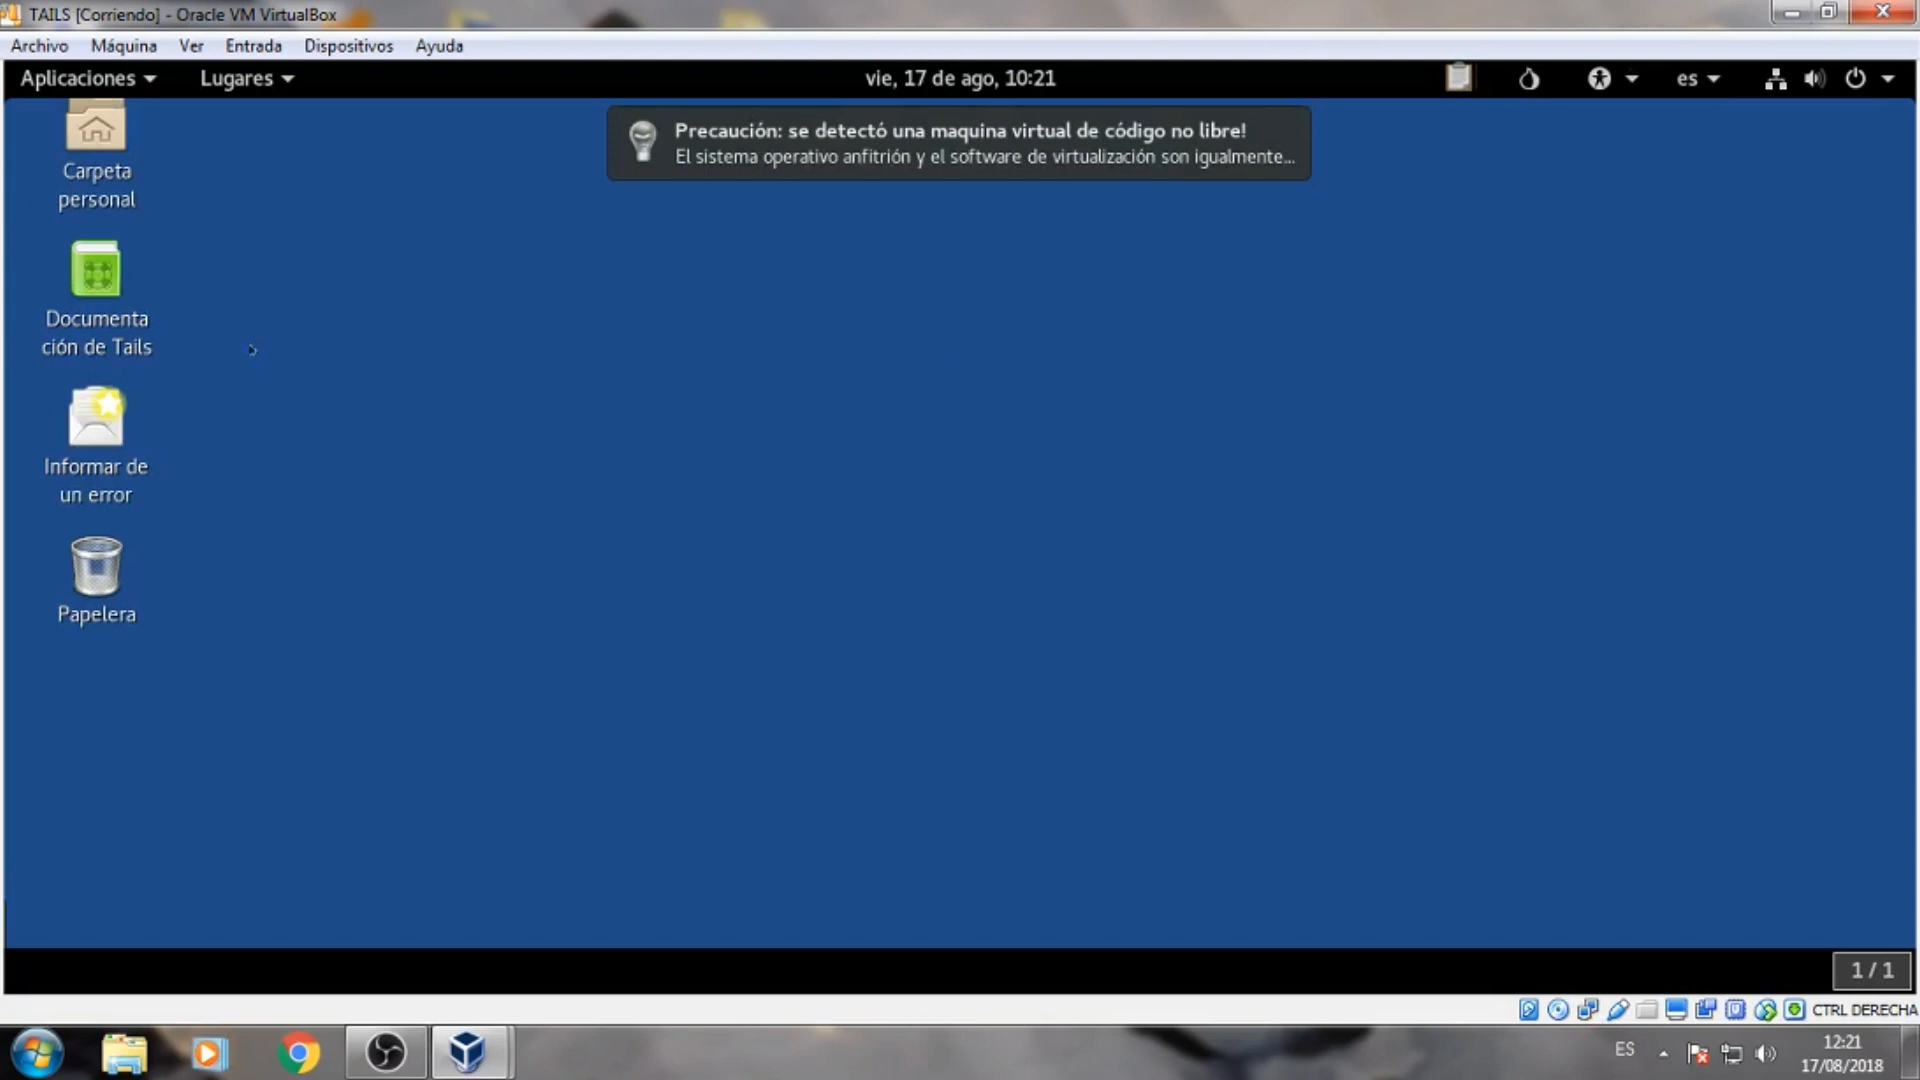 TAILS [Corriendo] - Oracle VM VirtualBox
Archivo Máquina Ver Entrada Dispositivos Ayuda
Aplicaciones Lugares vie, 17 de ago, 10:21 es
Precaución: se detectó una maquina virtual de código no libre!
El sistema operativo anfitrión y el software de virtualización son igualmente...
Carpeta
personal
Documenta
ción de Tails
Informar de
un error
Papelera
1 / 1
CTRL DERECHA
ES
12:21
17/08/2018